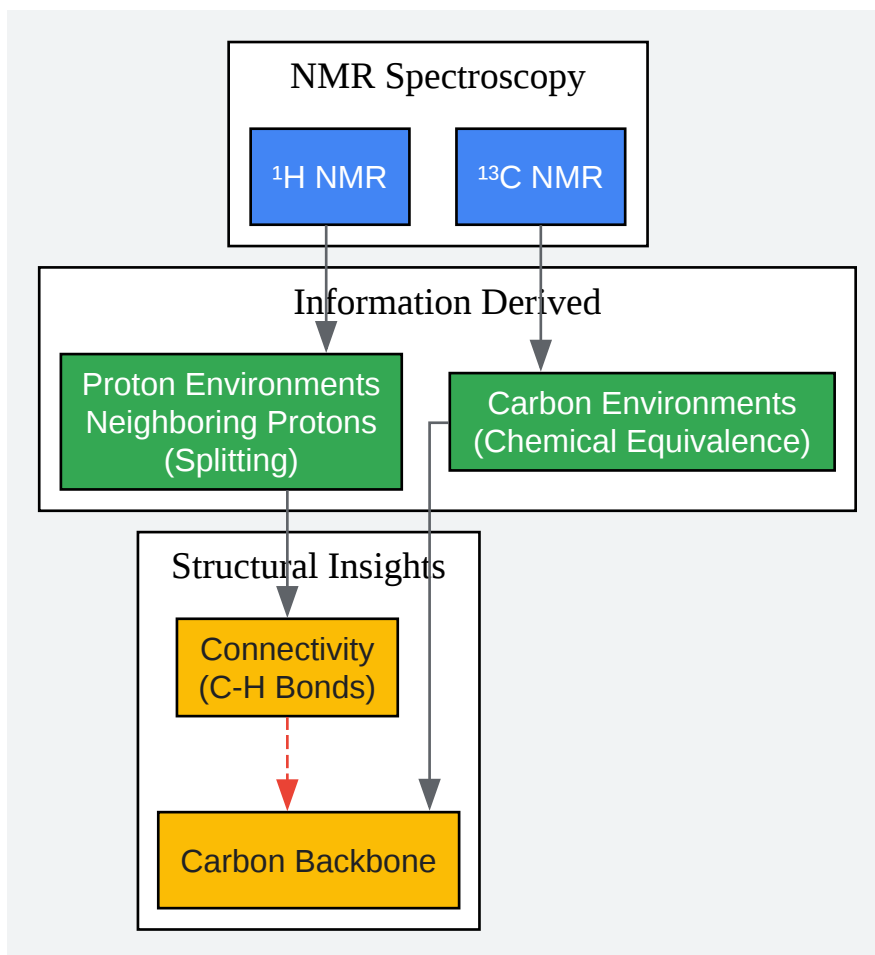 NMR Spectroscopy
¹H NMR
¹³C NMR
Information Derived
Proton Environments
Neighboring Protons
(Splitting)
Carbon Environments
(Chemical Equivalence)
Structural Insights
Connectivity
(C-H Bonds)
Carbon Backbone